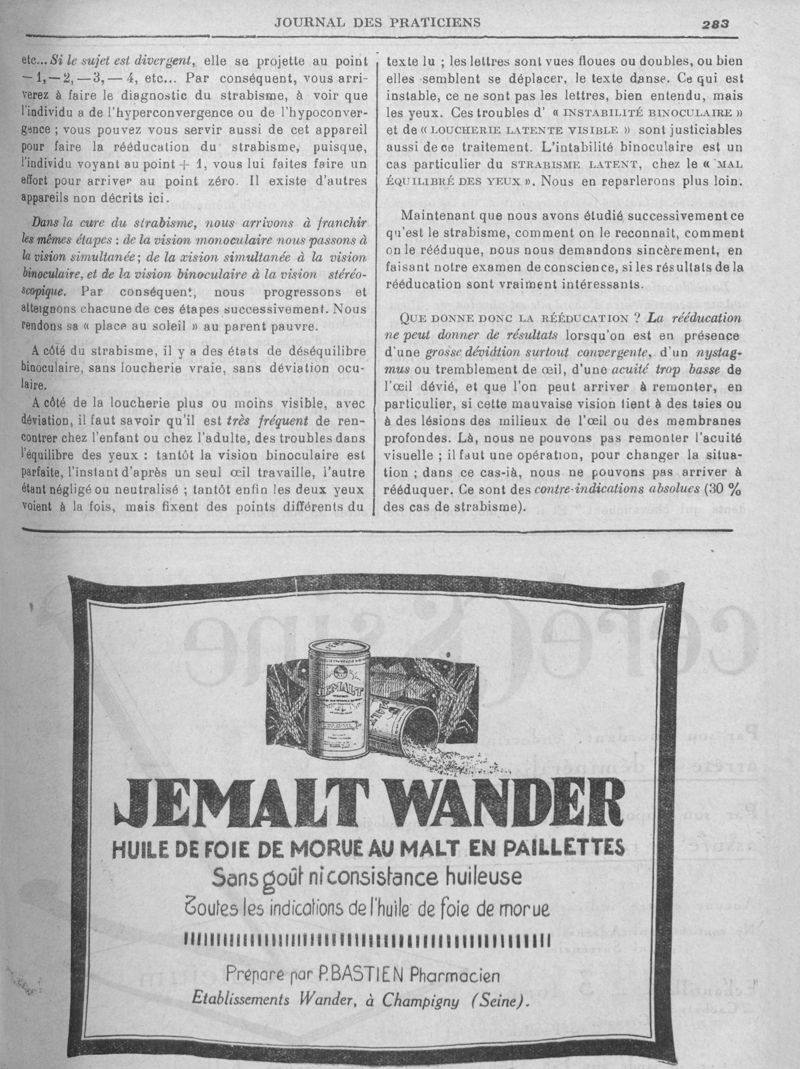 JOURNAL DES PRATICIENS
283
etc... Si le sujet est divergent, elle se projette au point
— 1, — 2, — 3, — 4, etc... Par conséquent, vous arri-
verez à faire le diagnostic du strabisme, à voir que
l'individu a de l'hyperconvergence ou de l'hypoconver-
gence ; vous pouvez vous servir aussi de cet appareil
pour faire la rééducation du strabisme, puisque,
l'individu voyant au point + 1, vous lui faites faire un
effort pour arriver au point zéro. Il existe d'autres
appareils non décrits ici.
Dans la cure du strabisme, nous arrivons à franchir
les mêmes étapes : de la vision monoculaire nous passons à
la vision simultanée ; de la xision simultanée à la vision
binoculaire, et de la vision binoculaire à la vision stéréo-
scopique. Par conséquent, nous progressons et
atteignons chacune de ces étapes successivement. Nous
rendons sa « place au soleil » au parent pauvre.
A côté du strabisme, il y a des états de déséquilibre
binoculaire, sans loucherie vraie, sans déviation ocu-
laire.
A côté de la loucherie plus ou moins visible, avec
déviation, il faut savoir qu'il est très fréquent de ren-
contrer chez l'enfant ou chez l'adulte, des troubles dans
l'équilibre des yeux : tantôt la vision binoculaire est
parfaite, l'instant d'après un seul œil travaille, l'autre
étant négligé ou neutralisé ; tantôt enfin les deux yeux
voient à la fois, mais fixent des points différents du
texte lu ; les lettres sont vues floues ou doubles, ou bien
elles semblent se déplacer, le texte danse. Ce qui est
instable, ce ne sont pas les lettres, bien entendu, mais
les yeux. Ces troubles d' « INSTABILITÉ BINOCULAIRE »
et de « LOUCHERIE LATENTE VISIBLE » sont justiciables
aussi de ce traitement. L'intabilité binoculaire est un
cas particulier du STRABISME LATENT, chez le « MAL
ÉQUILIBRÉ DES YEUX ». Nous en reparlerons plus loin.
Maintenant que nous avons étudié successivement ce
qu'est le strabisme, comment on le reconnait, comment
on le rééduque, nous nous demandons sincèrement, en
faisant notre examen de conscience, si les résultats de la
rééducation sont vraiment intéressants.
QUE DONNE DONC LA RÉÉDUCATION ? La rééducation
ne peut donner de résultats lorsqu'on est en présence
d'une grosse dévidtion surtout convergente, d'un nystag-
mus ou tremblement de œil, d'une acuité trop basse de
l'œil dévié, et que l'on peut arriver à remonter, en
particulier, si cette mauvaise vision tient à des taies ou
à des lésions des milieux de l'œil ou des membranes
profondes. Là, nous ne pouvons pas remonter l'acuité
visuelle ; il faut une opération, pour changer la situa-
tion ; dans ce cas-là, nous ne pouvons pas arriver à
rééduquer. Ce sont des contre-indications absolues (30 %
des cas de strabisme).
JEMALT
JEMALT WANDER
HUILE DE FOIE DE MORUE AU MALT EN PAILLETTES
Sans goût ni consistance huileuse
Toutes les indications de l'huile de foie de morue
Préparé par P. BASTIEN Pharmacien
Etablissements Wander, à Champigny (Seine).